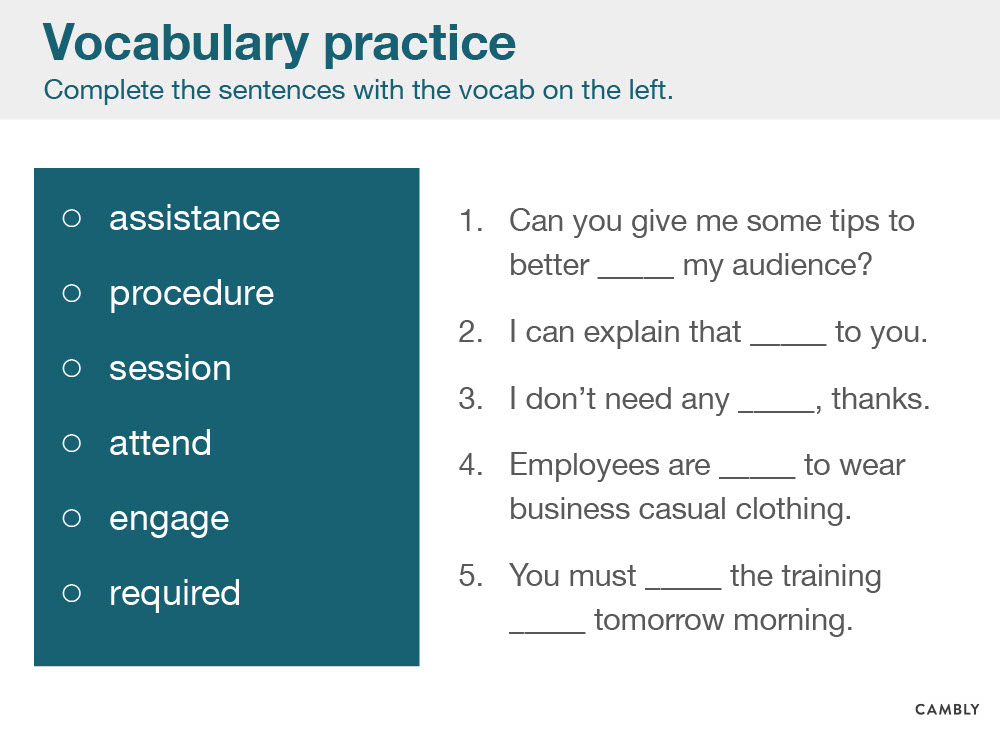 Vocabulary practice
Complete the sentences with the vocab on the left.
○ assistance
○ procedure
○ session
○ attend
○ engage
○ required
1. Can you give me some tips to
better _____ my audience?
2. I can explain that _____ to you.
3. I don’t need any _____, thanks.
4. Employees are _____ to wear
business casual clothing.
5. You must _____ the training
_____ tomorrow morning.
CAMBLY